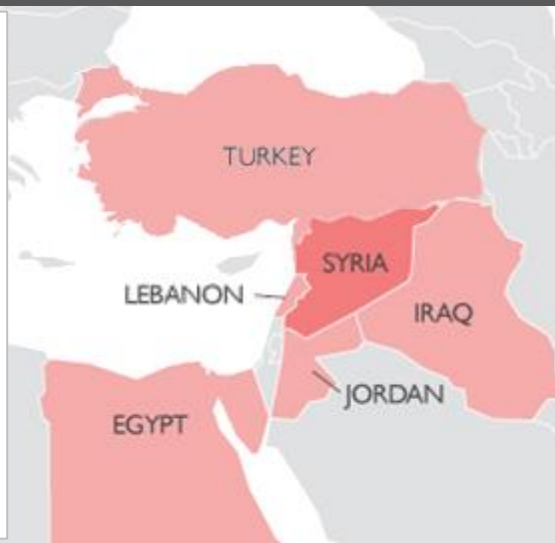 TURKEY
SYRIA
LEBANON
IRAQ
JORDAN
EGYPT